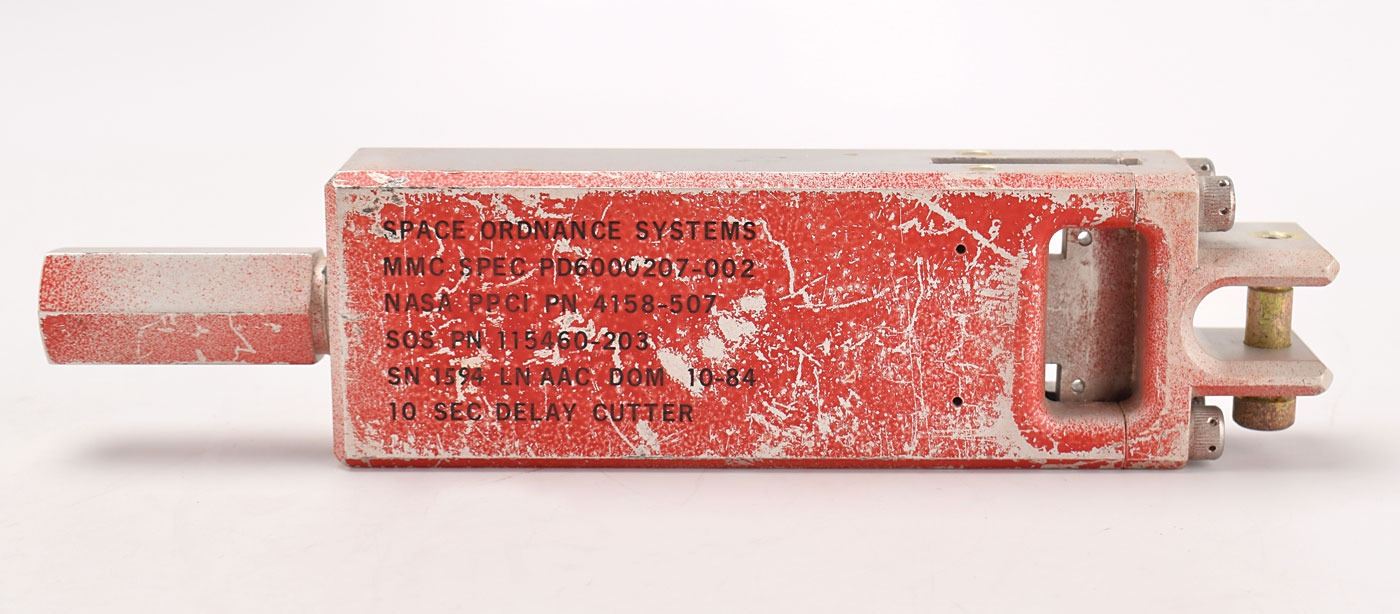 SPACE ORDNANCE SYSTEMS
MMC SPEC PD6000207-002
NASA PPCI PN 4158-507
SOS PN 115460-203
SN 1594 LN AAC DOM 10-84
10 SEC DELAY CUTTER